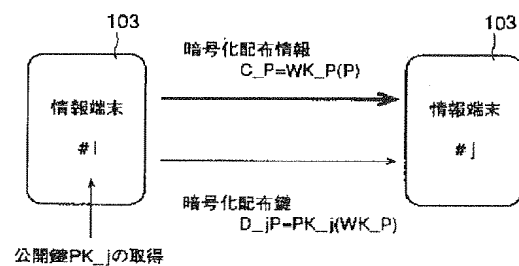 103
103
暗号化配布情報
C_P=WK_P(P)
情報端末
#i
情報端末
#j
暗号化配布鍵
D_jP=PK_j(WK_P)
公開鍵PK_jの取得